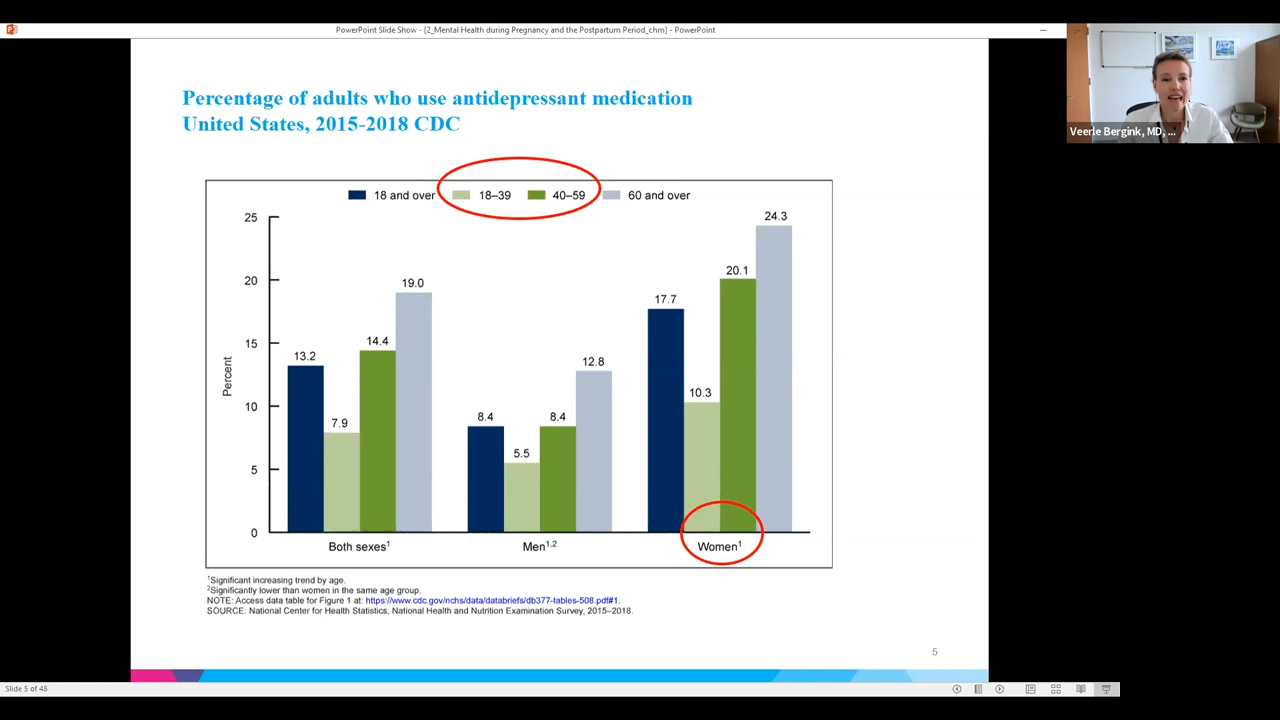 PowerPoint Slide Show - [2_Mental Health during Pregnancy and the Postpartum Period_chm] - PowerPoint
Veerle Bergink, MD, ...
Percentage of adults who use antidepressant medication
United States, 2015-2018 CDC
18 and over 18–39 40–59 60 and over
25
20
15
10
5
0
Percent
13.2
7.9
14.4
19.0
8.4
5.5
8.4
12.8
17.7
10.3
20.1
24.3
Both sexes¹
Men¹,²
Women¹
¹Significant increasing trend by age.
²Significantly lower than women in the same age group.
NOTE: Access data table for Figure 1 at: https://www.cdc.gov/nchs/data/databriefs/db377-tables-508.pdf#1.
SOURCE: National Center for Health Statistics, National Health and Nutrition Examination Survey, 2015–2018.
5
Slide 5 of 48